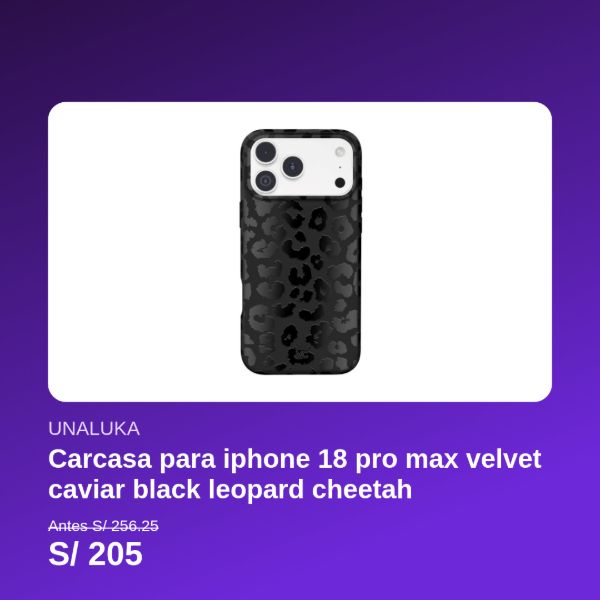 UNALUKA
Carcasa para iphone 18 pro max velvet
caviar black leopard cheetah
Antes S/ 256.25
S/ 205